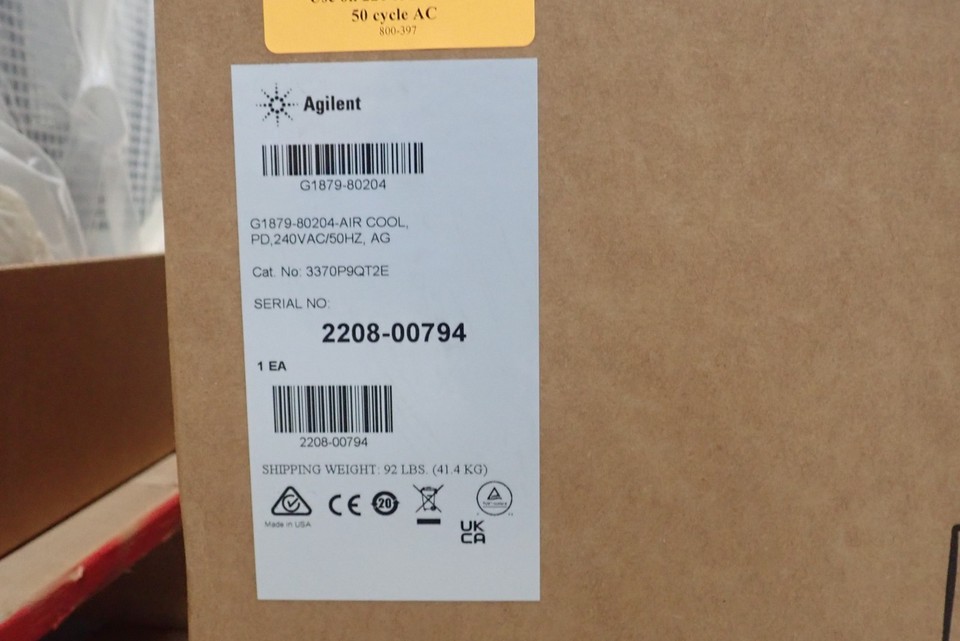 50 cycle AC
800-397
Agilent
G1879-80204
G1879-80204-AIR COOL,
PD,240VAC/50HZ, AG
Cat. No: 3370P9QT2E
SERIAL NO:
2208-00794
1 EA
2208-00794
SHIPPING WEIGHT: 92 LBS. (41.4 KG)
CE
20
Made in USA
UK
CA